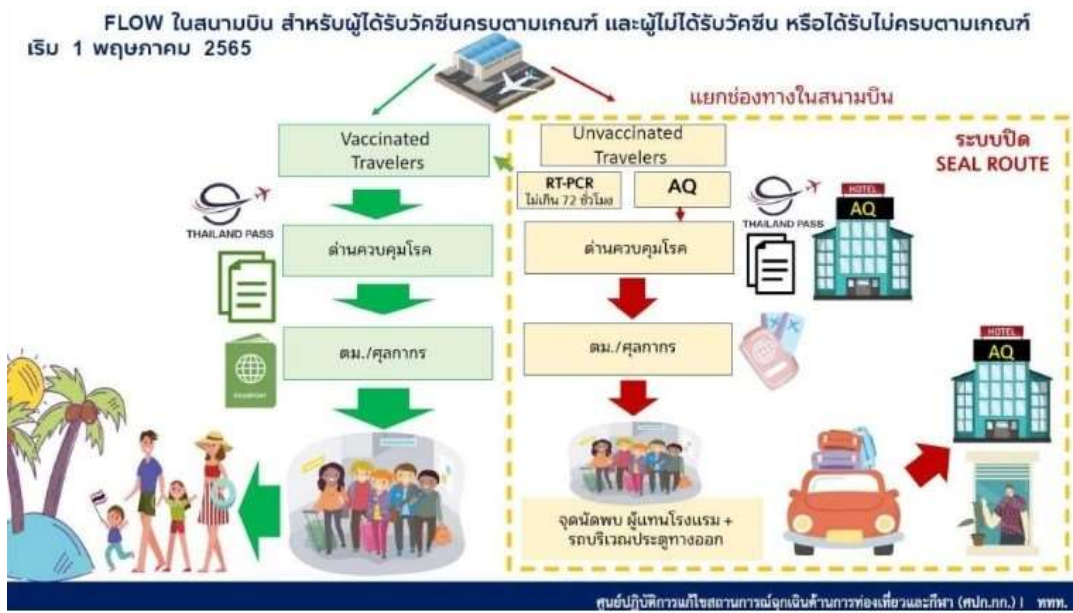 FLOW ในสนามบิน สำหรับผู้ได้รับวัคซีนครบตามเกณฑ์ และผู้ไม่ได้รับวัคซีน หรือได้รับไม่ครบตามเกณฑ์
เริ่ม 1 พฤษภาคม 2565
แยกช่องทางในสนามบิน
Vaccinated
Travelers
Unvaccinated
Travelers
ระบบปิด
SEAL ROUTE
RT-PCR
ไม่เกิน 72 ชั่วโมง
AQ
THAILAND PASS
THAILAND PASS
HOTEL
AQ
ด่านควบคุมโรค
ด่านควบคุมโรค
ตม./ศุลกากร
ตม./ศุลกากร
PASSPORT
HOTEL
AQ
จุดนัดพบ ผู้แทนโรงแรม +
รถบริเวณประตูทางออก
ศูนย์ปฏิบัติการแก้ไขสถานการณ์ฉุกเฉินด้านการท่องเที่ยวและกีฬา (ศปก.กก.) | ททท.